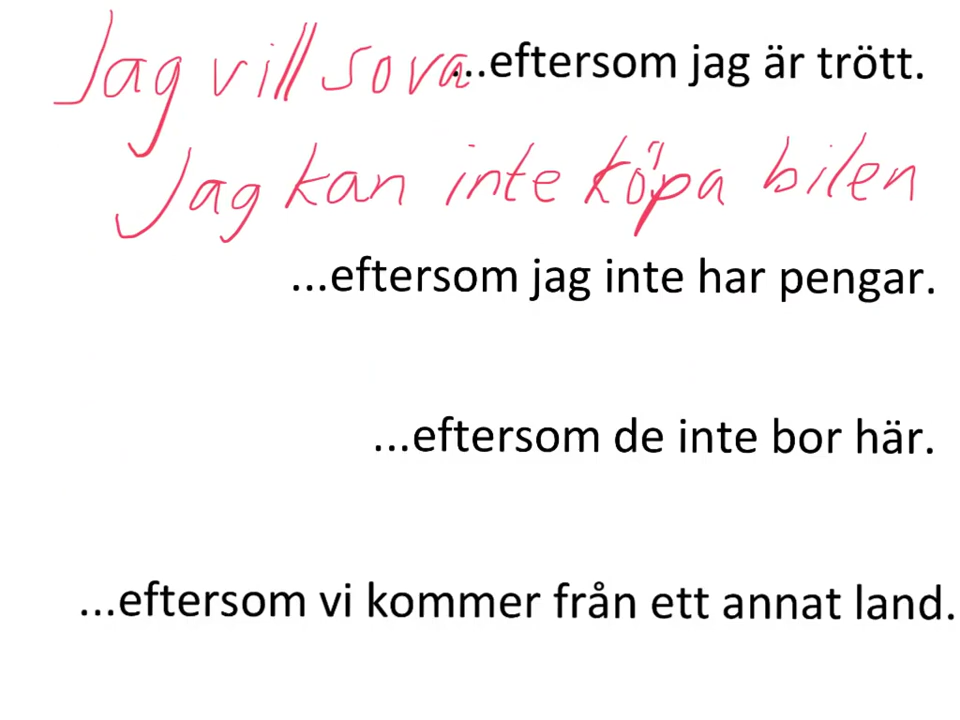 Jag vill sova ...eftersom jag är trött.
Jag kan inte köpa bilen
...eftersom jag inte har pengar.
...eftersom de inte bor här.
...eftersom vi kommer från ett annat land.